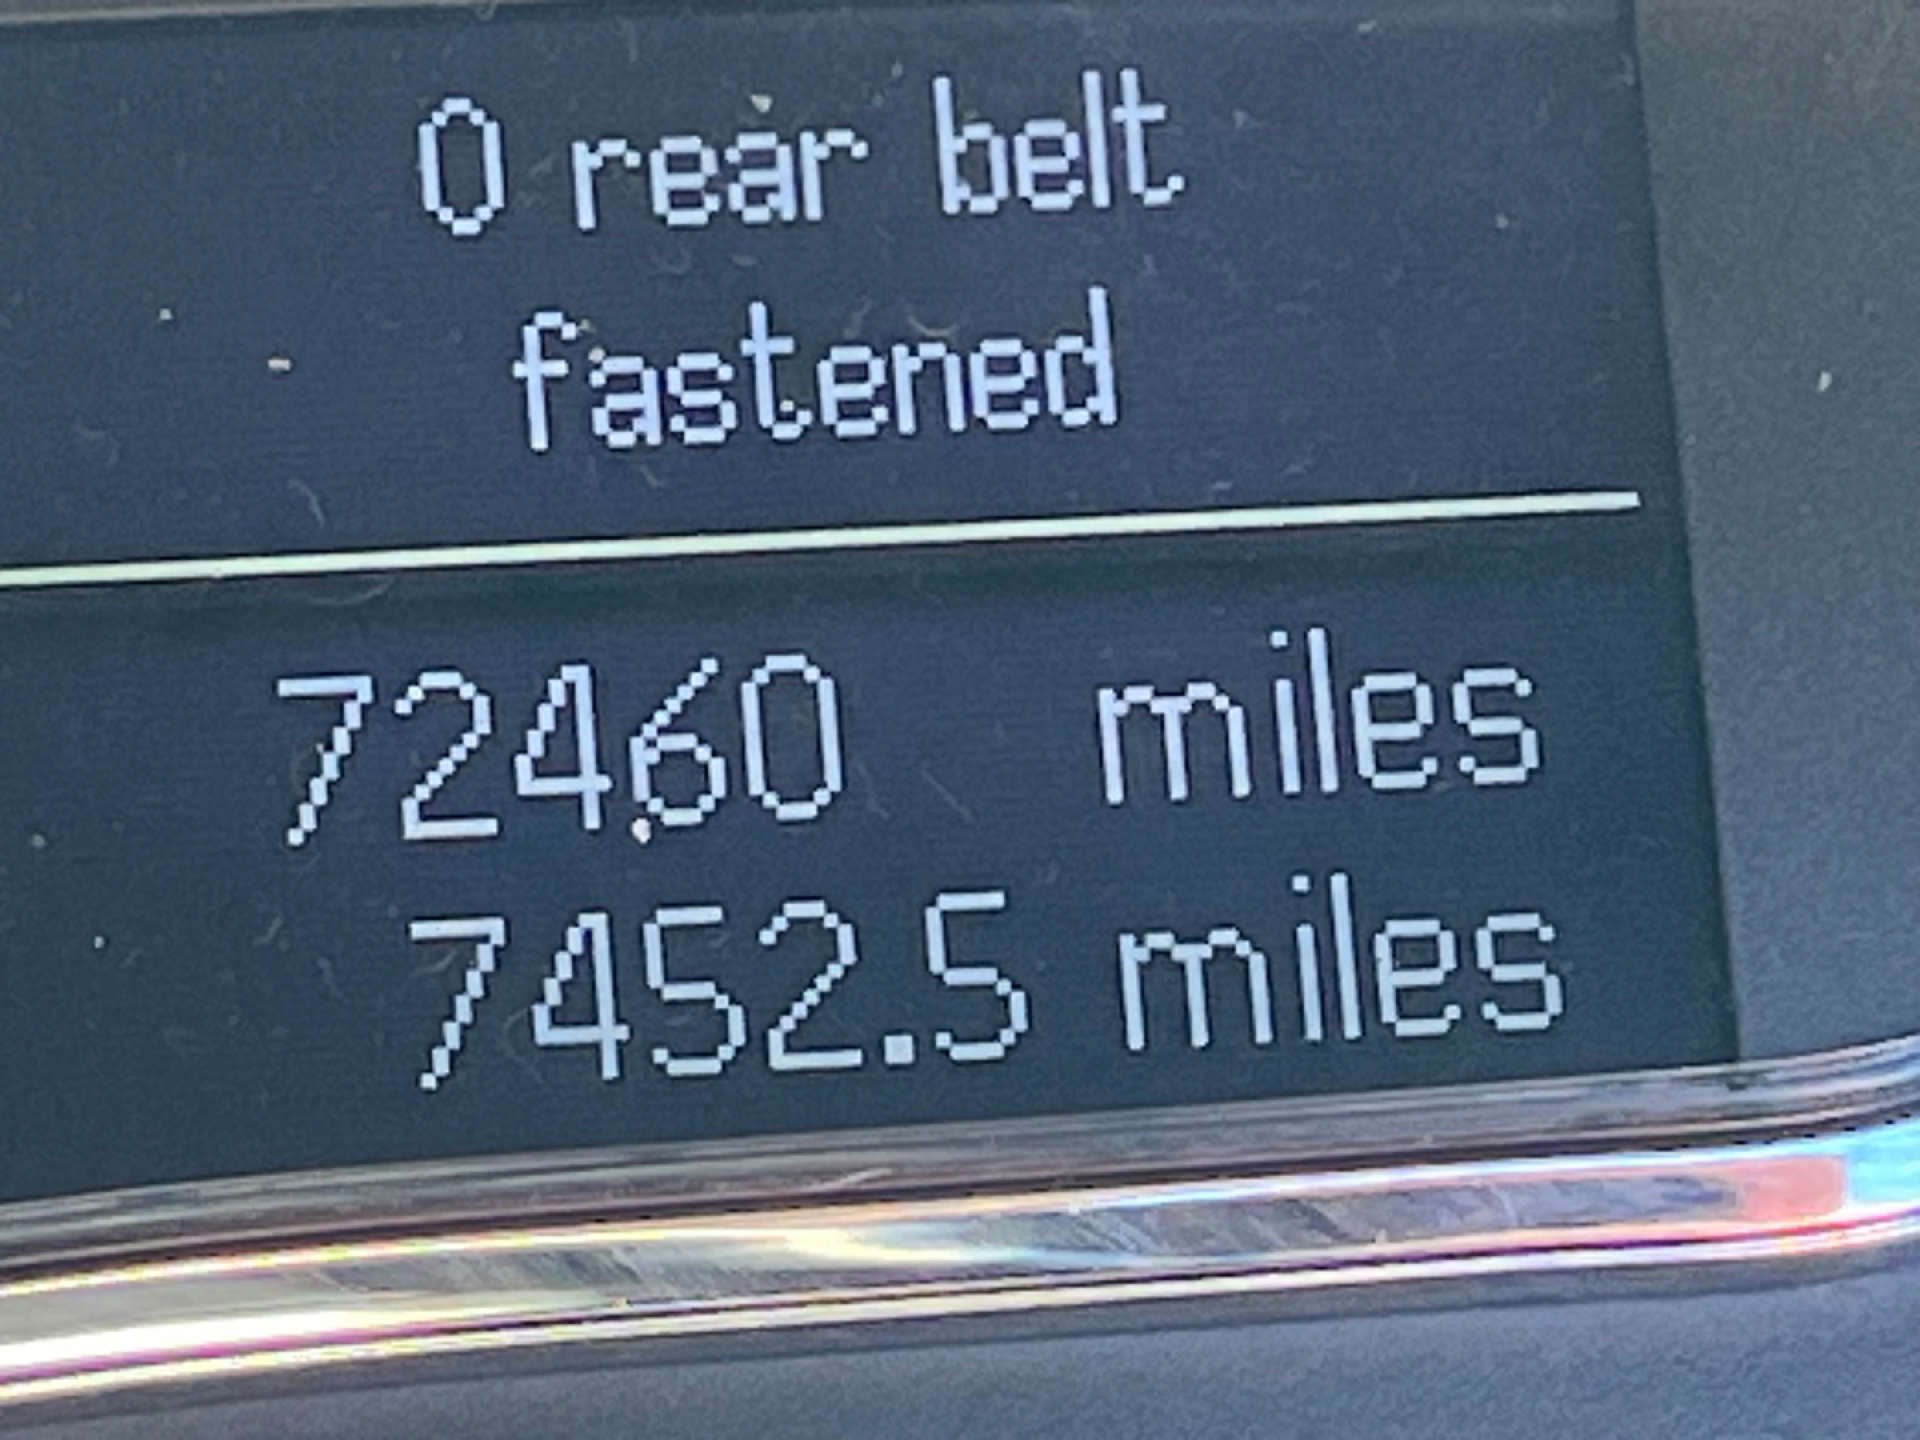 0 rear belt
fastened
72460 miles
7452.5 miles